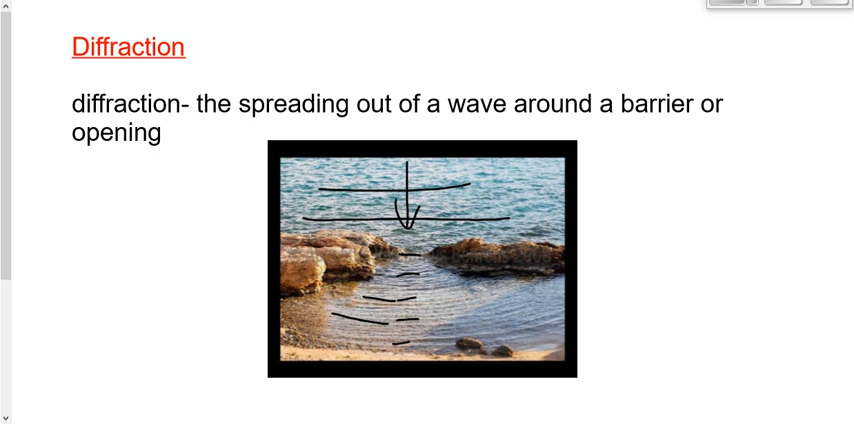 Diffraction
diffraction- the spreading out of a wave around a barrier or
opening